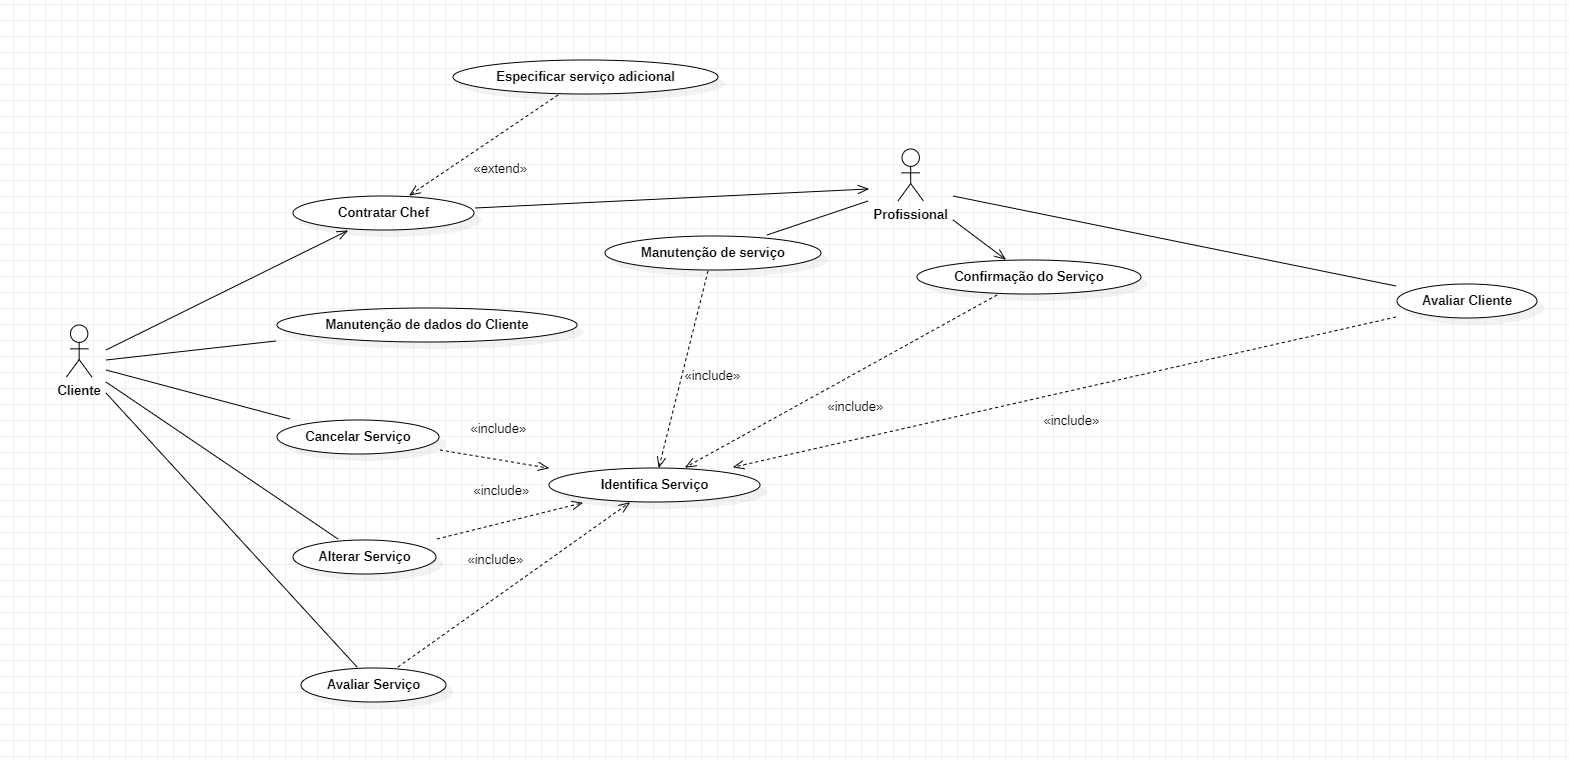 Especificar serviço adicional
«extend»
Contratar Chef
Profissional
Manutenção de serviço
Confirmação do Serviço
Avaliar Cliente
Manutenção de dados do Cliente
Cliente
«include»
«include»
«include»
Cancelar Serviço
«include»
Identifica Serviço
«include»
Alterar Serviço
«include»
Avaliar Serviço